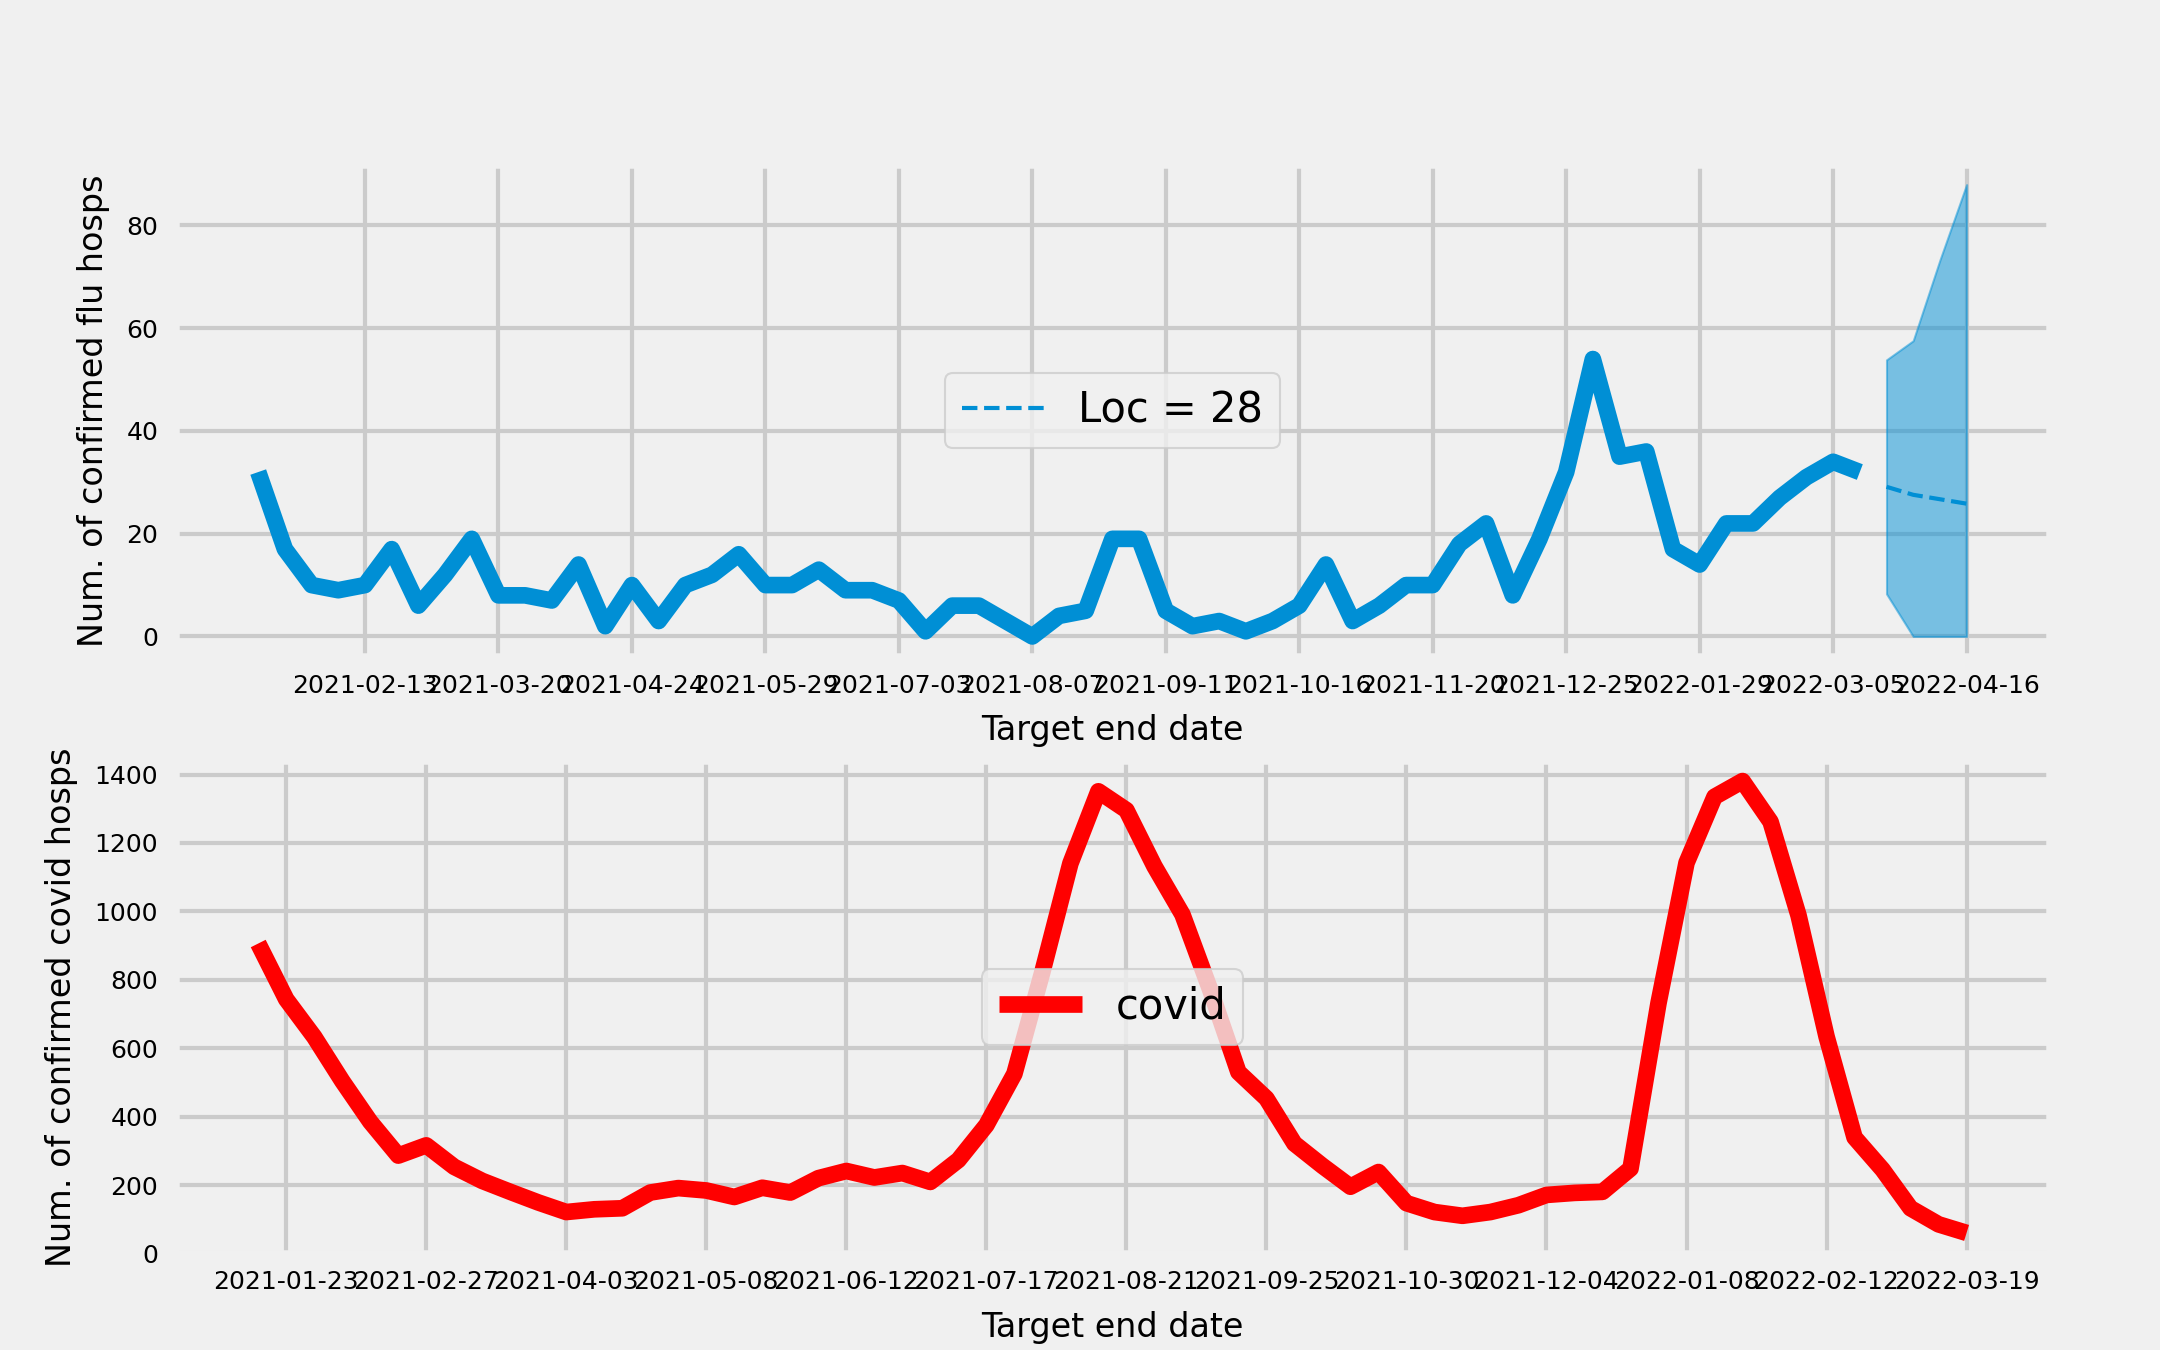 Num. of confirmed flu hosps
80
60
40
20
0
Loc = 28
2021-02-13 2021-03-20 2021-04-24 2021-05-29 2021-07-03 2021-08-07 2021-09-11 2021-10-16 2021-11-20 2021-12-25 2022-01-29 2022-03-05 2022-04-16
Target end date
Num. of confirmed covid hosps
1400
1200
1000
800
600
400
200
0
covid
2021-01-23 2021-02-27 2021-04-03 2021-05-08 2021-06-12 2021-07-17 2021-08-21 2021-09-25 2021-10-30 2021-12-04 2022-01-08 2022-02-12 2022-03-19
Target end date